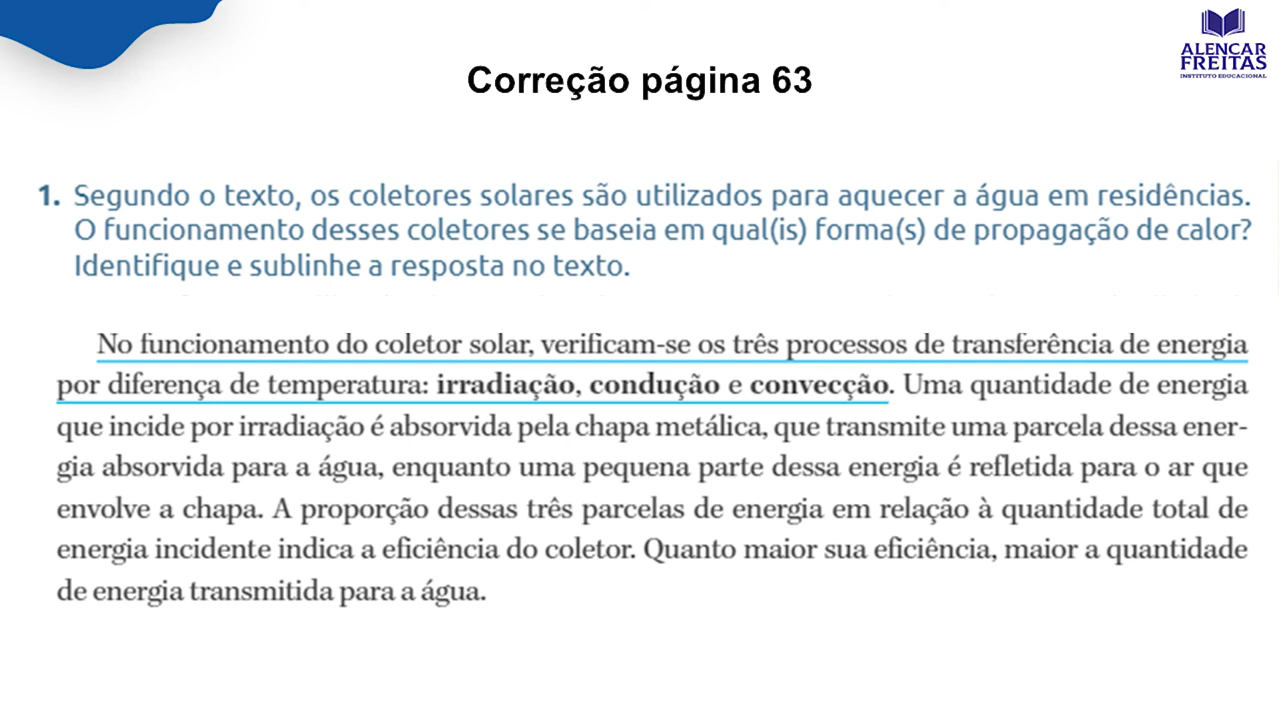 ALENCAR
FREITAS
INSTITUTO EDUCACIONAL
Correção página 63
1. Segundo o texto, os coletores solares são utilizados para aquecer a água em residências.
O funcionamento desses coletores se baseia em qual(is) forma(s) de propagação de calor?
Identifique e sublinhe a resposta no texto.
No funcionamento do coletor solar, verificam-se os três processos de transferência de energia
por diferença de temperatura: irradiação, condução e convecção. Uma quantidade de energia
que incide por irradiação é absorvida pela chapa metálica, que transmite uma parcela dessa ener-
gia absorvida para a água, enquanto uma pequena parte dessa energia é refletida para o ar que
envolve a chapa. A proporção dessas três parcelas de energia em relação à quantidade total de
energia incidente indica a eficiência do coletor. Quanto maior sua eficiência, maior a quantidade
de energia transmitida para a água.